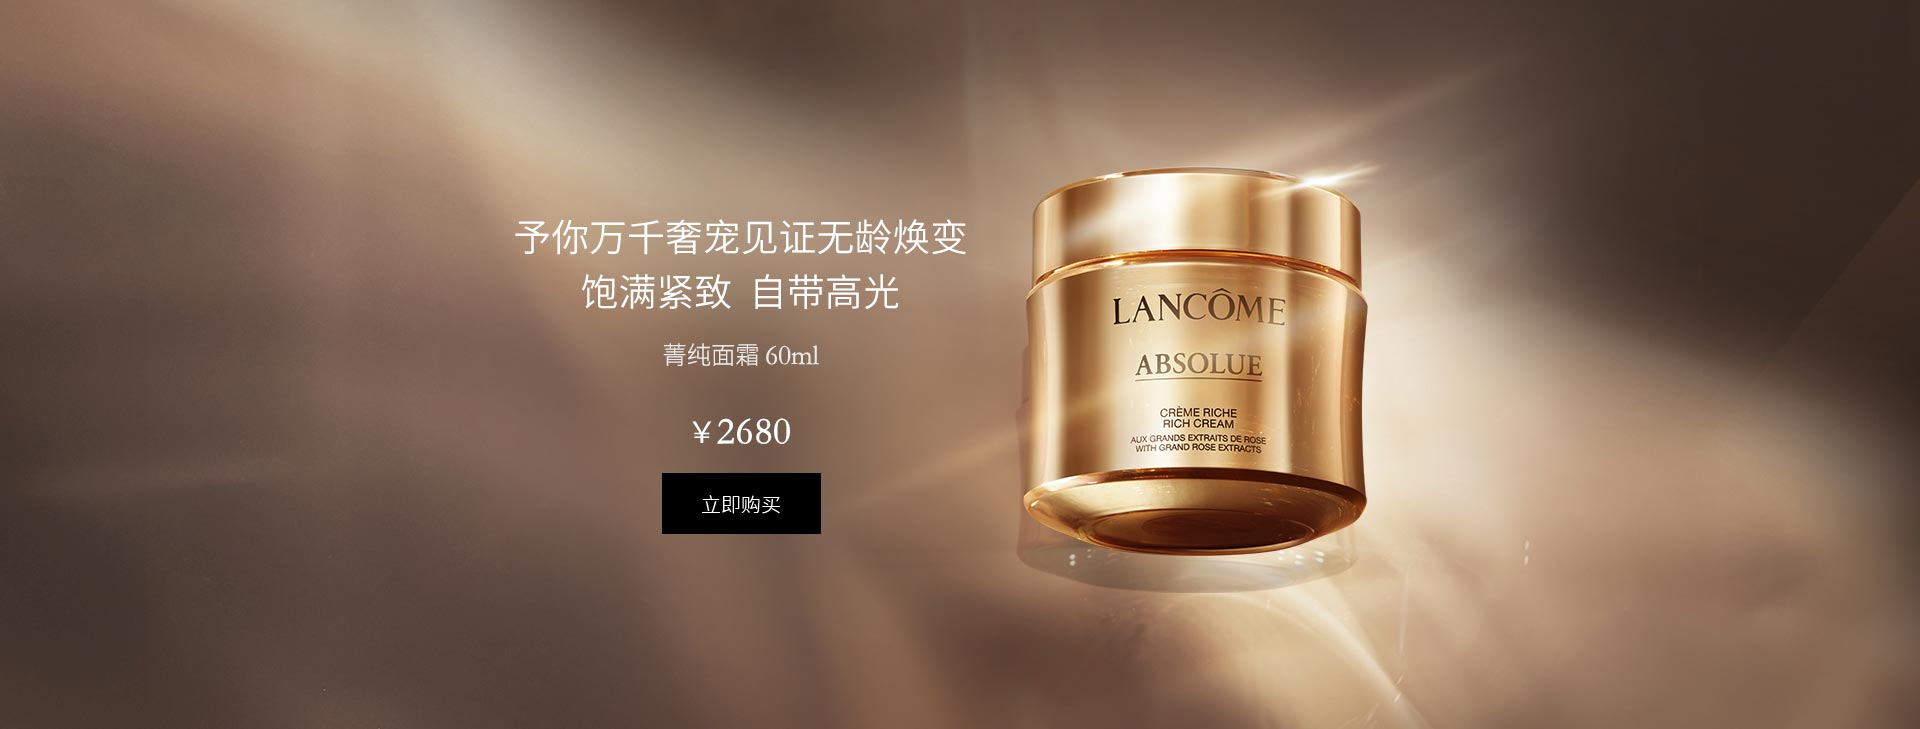 予你万千奢宠见证无龄焕变
饱满紧致 自带高光
菁纯面霜 60ml
￥2680
立即购买
LANCÔME
ABSOLUE
CRÈME RICHE
RICH CREAM
AUX GRANDS EXTRAITS DE ROSE
WITH GRAND ROSE EXTRACTS